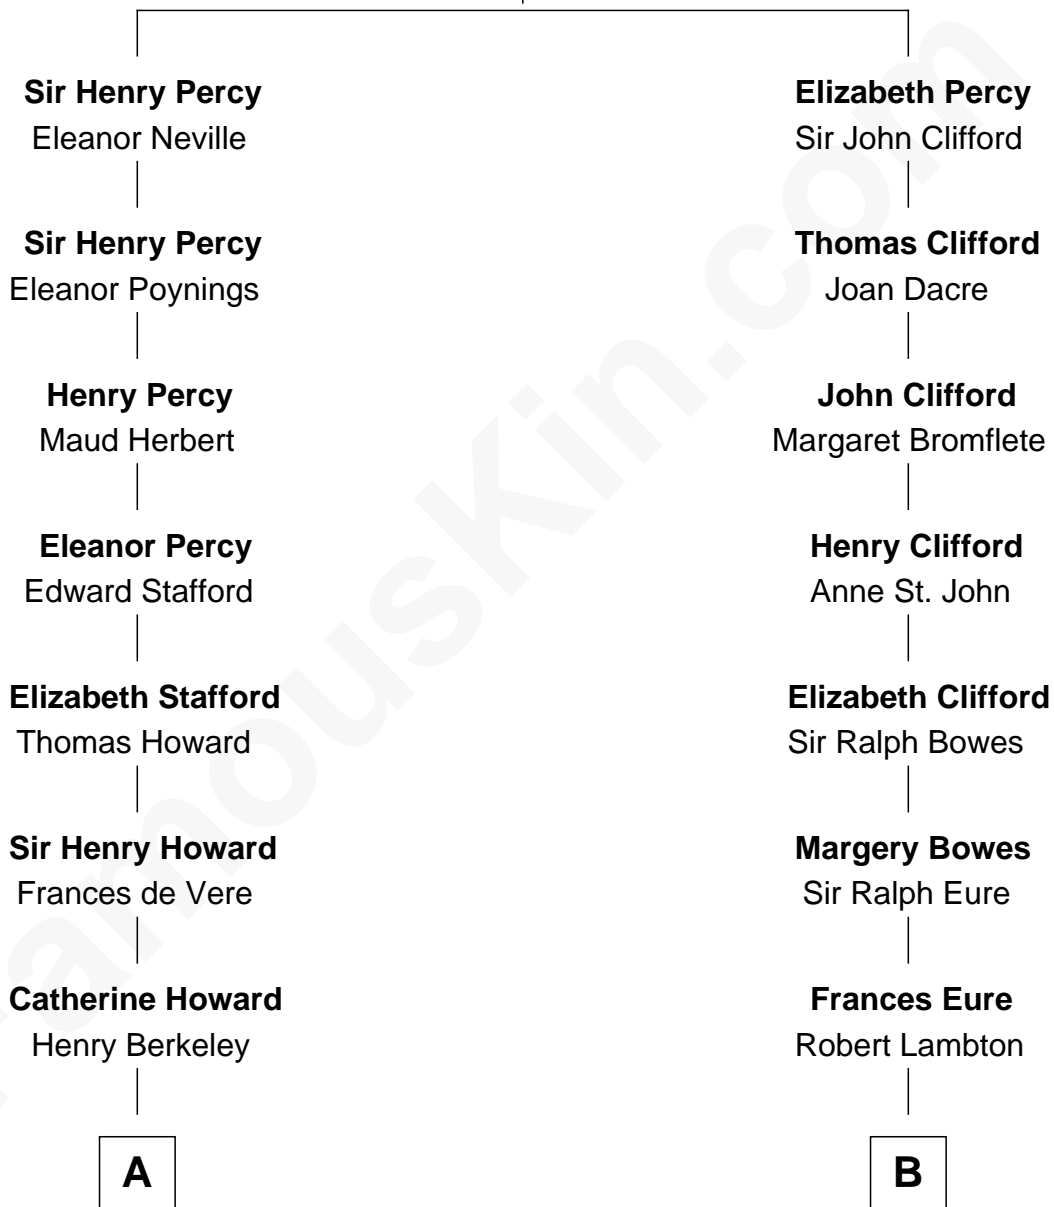 Sir Henry Percy
Eleanor Neville
Elizabeth Percy
Sir John Clifford
Sir Henry Percy
Eleanor Poynings
Thomas Clifford
Joan Dacre
Henry Percy
Maud Herbert
John Clifford
Margaret Bromflete
Eleanor Percy
Edward Stafford
Henry Clifford
Anne St. John
Elizabeth Stafford
Thomas Howard
Elizabeth Clifford
Sir Ralph Bowes
Sir Henry Howard
Frances de Vere
Margery Bowes
Sir Ralph Eure
Catherine Howard
Henry Berkeley
Frances Eure
Robert Lambton
A
B
FamousKin.com